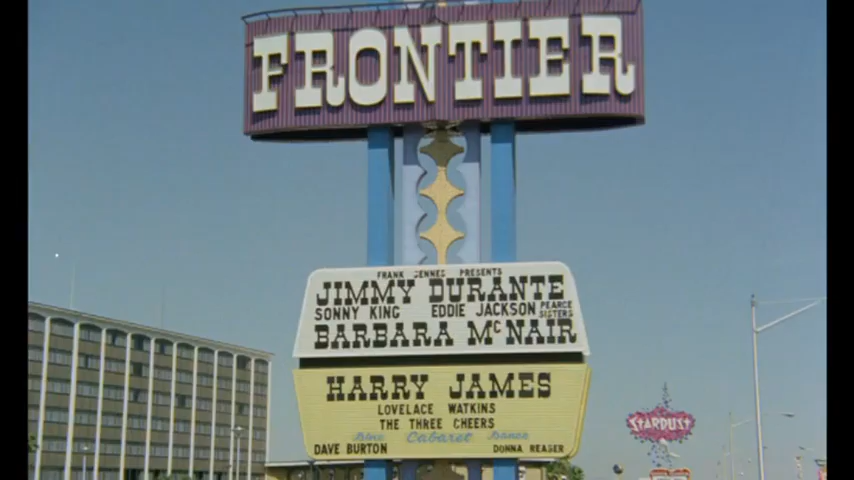 FRONTIER
FRANK SENNES PRESENTS
JIMMY DURANTE
SONNY KING EDDIE JACKSON PEARCE SISTERS
BARBARA McNAIR
HARRY JAMES
LOVELACE WATKINS
THE THREE CHEERS
Cabaret
DAVE BURTON DONNA REASER
STARDUST